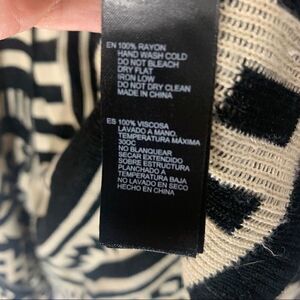 EN 100% RAYON
HAND WASH COLD
DO NOT BLEACH
DRY FLAT
IRON LOW
DO NOT DRY CLEAN
MADE IN CHINA
ES 100% VISCOSA
LAVADO A MANO.
TEMPERATURA MÁXIMA
30OC
NO BLANQUEAR
SECAR EXTENDIDO
SOBRE ESTRUCTURA
PLANCHADO A
TEMPERATURA BAJA
NO LAVADO EN SECO
HECHO EN CHINA